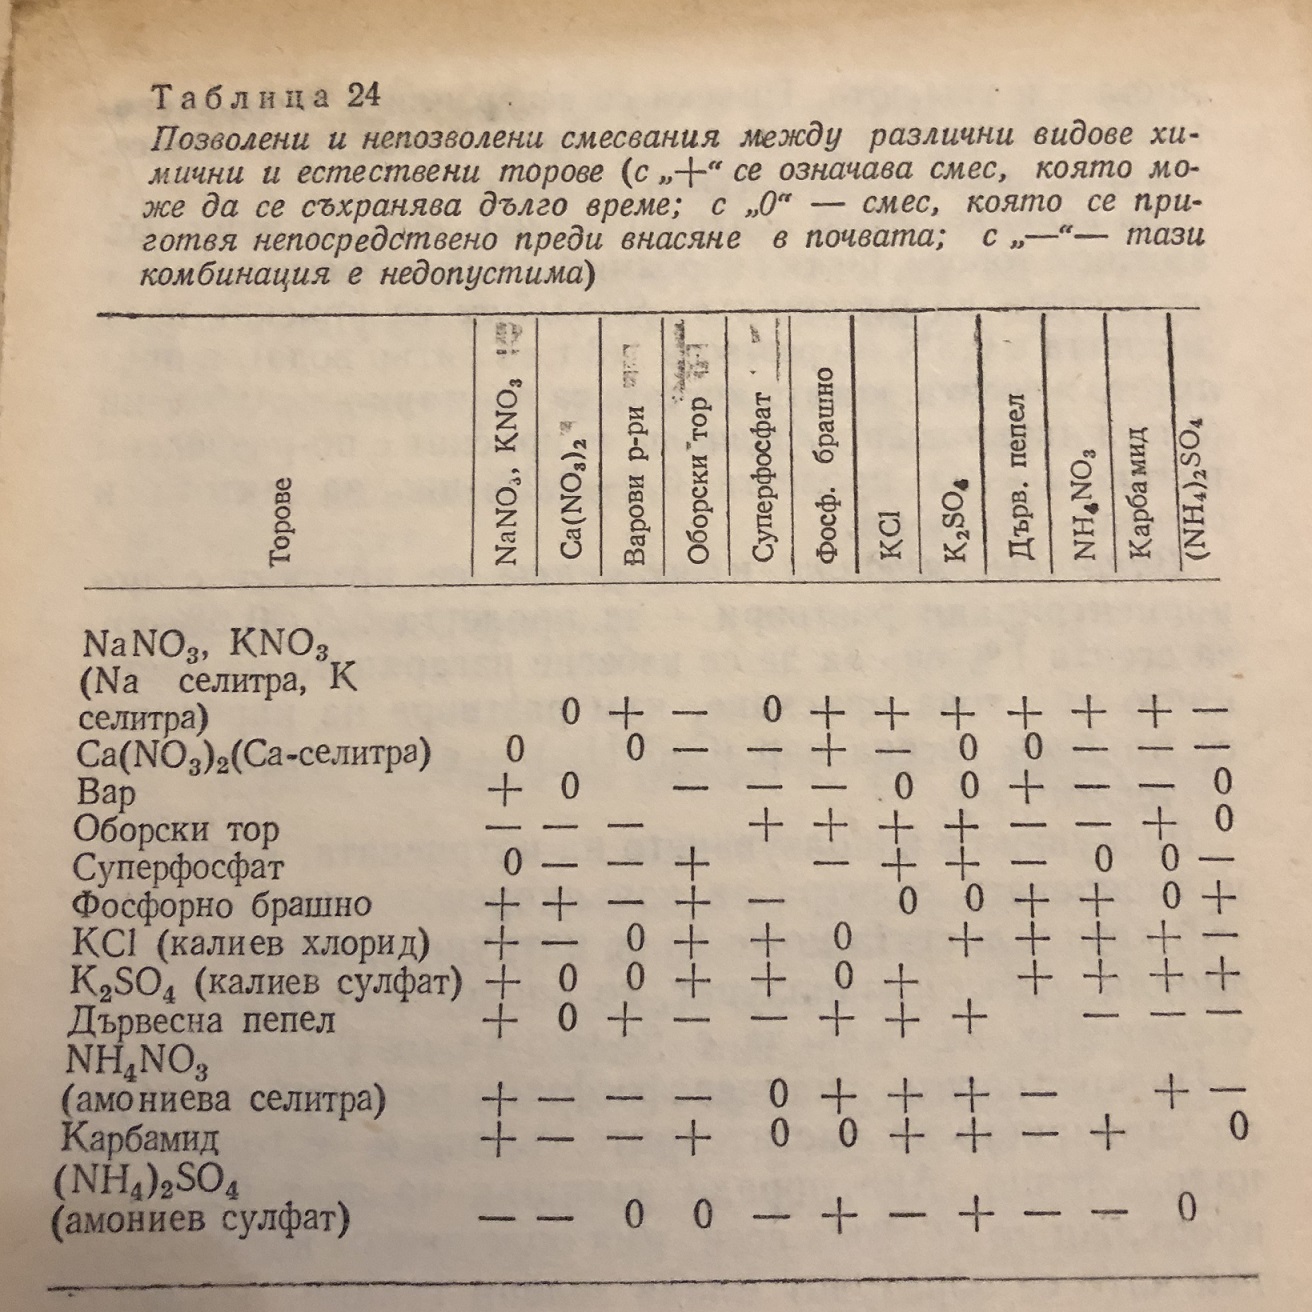 Таблица 24
Позволени и непозволени смесвания между различни видове хи-
мични и естествени торове (с „+“ се означава смес, която мо-
же да се съхранява дълго време; с „0“ — смес, която се при-
готвя непосредствено преди внасяне в почвата; с „—“— тази
комбинация е недопустима)
Торове NaNO3, KNO3 Ca(NO3)2 Варови р-ри Оборски тор Суперфосфат Фосф. брашно KCl K2SO4 Дърв. пепел NH4NO3 Карбамид (NH4)2SO4
NaNO3, KNO3
(Na селитра, К
селитра) 0 + — 0 + + + + + + —
Ca(NO3)2(Ca-селитра) 0 0 — — + — 0 0 — — —
Вар + 0 — — — 0 0 + — — 0
Оборски тор — — — + + + + — — + 0
Суперфосфат 0 — — + — + + — 0 0 —
Фосфорно брашно + + — + — 0 0 + + 0 +
KCl (калиев хлорид) + — 0 + + 0 + + + + —
K2SO4 (калиев сулфат) + 0 0 + + 0 + + + + +
Дървесна пепел + 0 + — — + + + — — —
NH4NO3
(амониева селитра) + — — — 0 + + + — + —
Карбамид + — — + 0 0 + + — + 0
(NH4)2SO4
(амониев сулфат) — — 0 0 — + — + — — 0